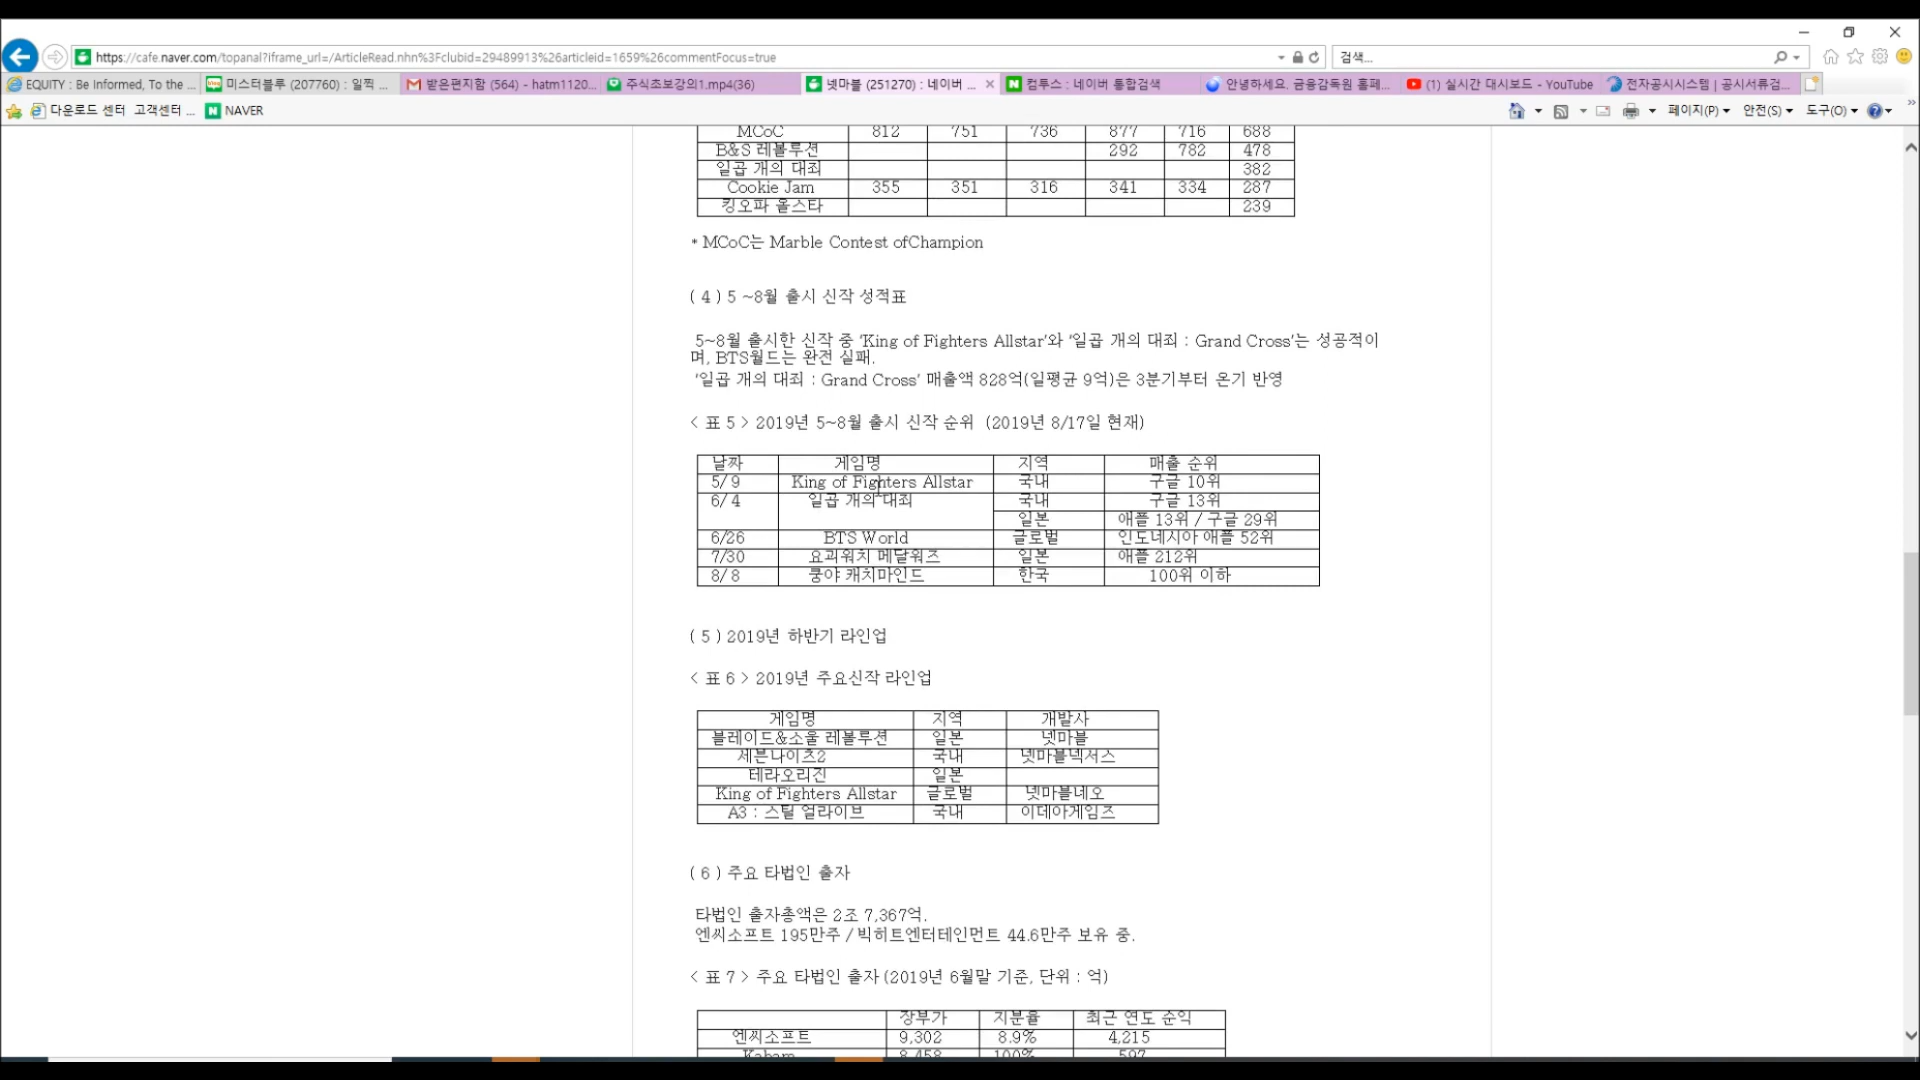 https://cafe.naver.com/topanal?iframe_url=/ArticleRead.nhn%3Fclubid=29489913%26articleid=1659%26commentFocus=true
검색...
EQUITY : Be Informed, To the ...
미스터블루 (207760) : 일찍 ...
받은편지함 (564) - hatm1120...
주식초보강의1.mp4(36)
넷마블 (251270) : 네이버 ...
컴투스 : 네이버 통합검색
안녕하세요. 금융감독원 홈페...
(1) 실시간 대시보드 - YouTube
전자공시시스템 | 공시서류검...
다운로드 센터 고객센터 ...
NAVER
페이지(P)
안전(S)
도구(O)
MCoC 812 751 736 877 716 688
B&S 레볼루션 292 782 478
일곱 개의 대죄 382
Cookie Jam 355 351 316 341 334 287
킹오파 올스타 239
* MCoC는 Marble Contest ofChampion
( 4 ) 5 ~8월 출시 신작 성적표
5~8월 출시한 신작 중 'King of Fighters Allstar'와 '일곱 개의 대죄 : Grand Cross'는 성공적이
며, BTS월드는 완전 실패.
'일곱 개의 대죄 : Grand Cross' 매출액 828억(일평균 9억)은 3분기부터 온기 반영
< 표 5 > 2019년 5~8월 출시 신작 순위 (2019년 8/17일 현재)
날짜 게임명 지역 매출 순위
5/ 9 King of Fighters Allstar 국내 구글 10위
6/ 4 일곱 개의 대죄 국내 구글 13위
일본 애플 13위 / 구글 29위
6/26 BTS World 글로벌 인도네시아 애플 52위
7/30 요괴워치 메달워즈 일본 애플 212위
8/ 8 쿵야 캐치마인드 한국 100위 이하
( 5 ) 2019년 하반기 라인업
< 표 6 > 2019년 주요신작 라인업
게임명 지역 개발사
블레이드&소울 레볼루션 일본 넷마블
세븐나이츠2 국내 넷마블넥서스
테라오리진 일본
King of Fighters Allstar 글로벌 넷마블네오
A3 : 스틸 얼라이브 국내 이데아게임즈
( 6 ) 주요 타법인 출자
타법인 출자총액은 2조 7,367억.
엔씨소프트 195만주 / 빅히트엔터테인먼트 44.6만주 보유 중.
< 표 7 > 주요 타법인 출자 (2019년 6월말 기준, 단위 : 억)
장부가 지분율 최근 연도 순익
엔씨소프트 9,302 8.9% 4,215
Kabam 8,458 100% 597